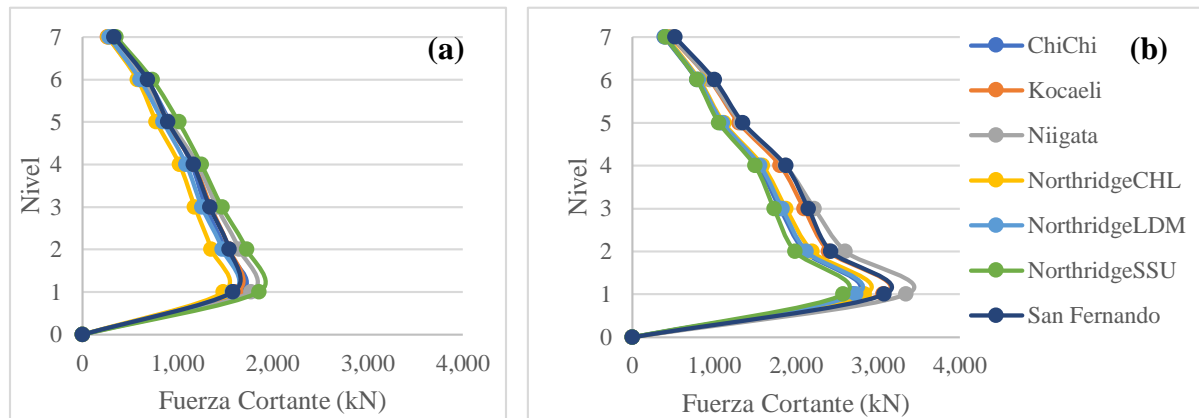 (a)
Nivel
7
6
5
4
3
2
1
0
0
1,000
2,000
3,000
4,000
Fuerza Cortante (kN)
(b)
Nivel
7
6
5
4
3
2
1
0
0
1,000
2,000
3,000
4,000
Fuerza Cortante (kN)
ChiChi
Kocaeli
Niigata
NorthridgeCHL
NorthridgeLDM
NorthridgeSSU
San Fernando